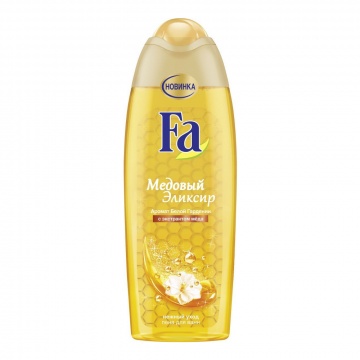 НОВИНКА
Fa
Медовый
Эликсир
Аромат Белой Гардении
с экстрактом меда
нежный уход